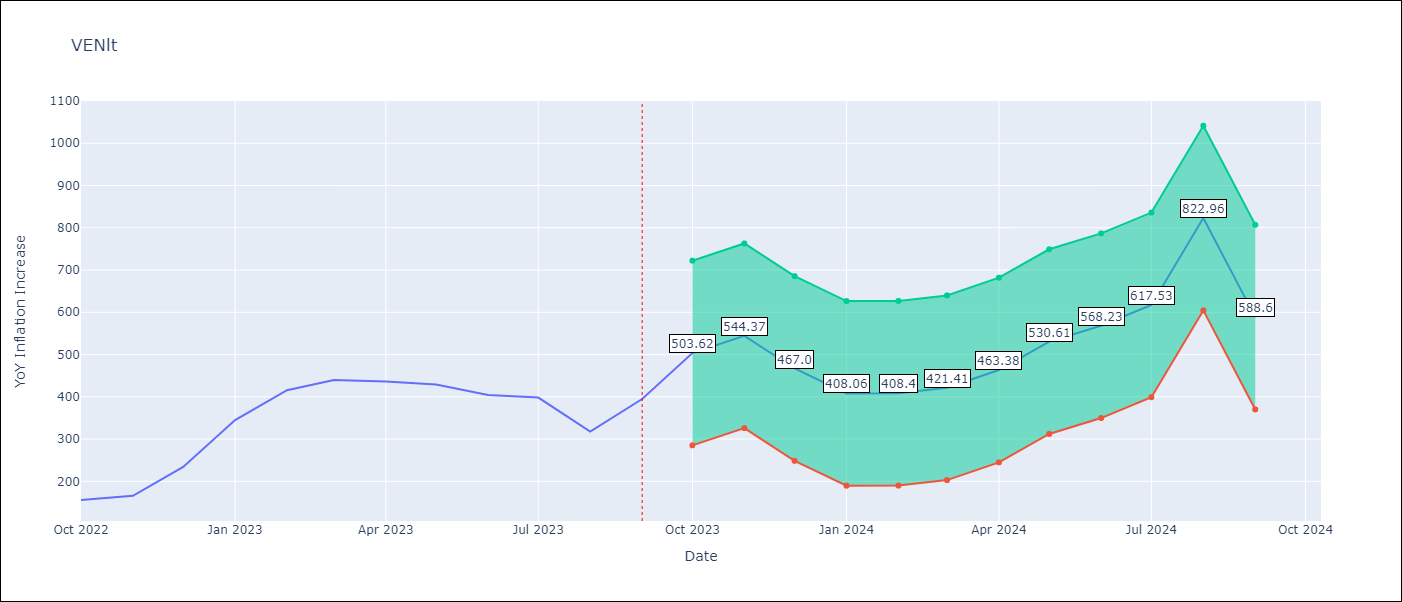 VENlt
YoY Inflation Increase
1100
1000
900
800
700
600
500
400
300
200
503.62
544.37
467.0
408.06
408.4
421.41
463.38
530.61
568.23
617.53
822.96
588.6
Oct 2022
Jan 2023
Apr 2023
Jul 2023
Oct 2023
Jan 2024
Apr 2024
Jul 2024
Oct 2024
Date